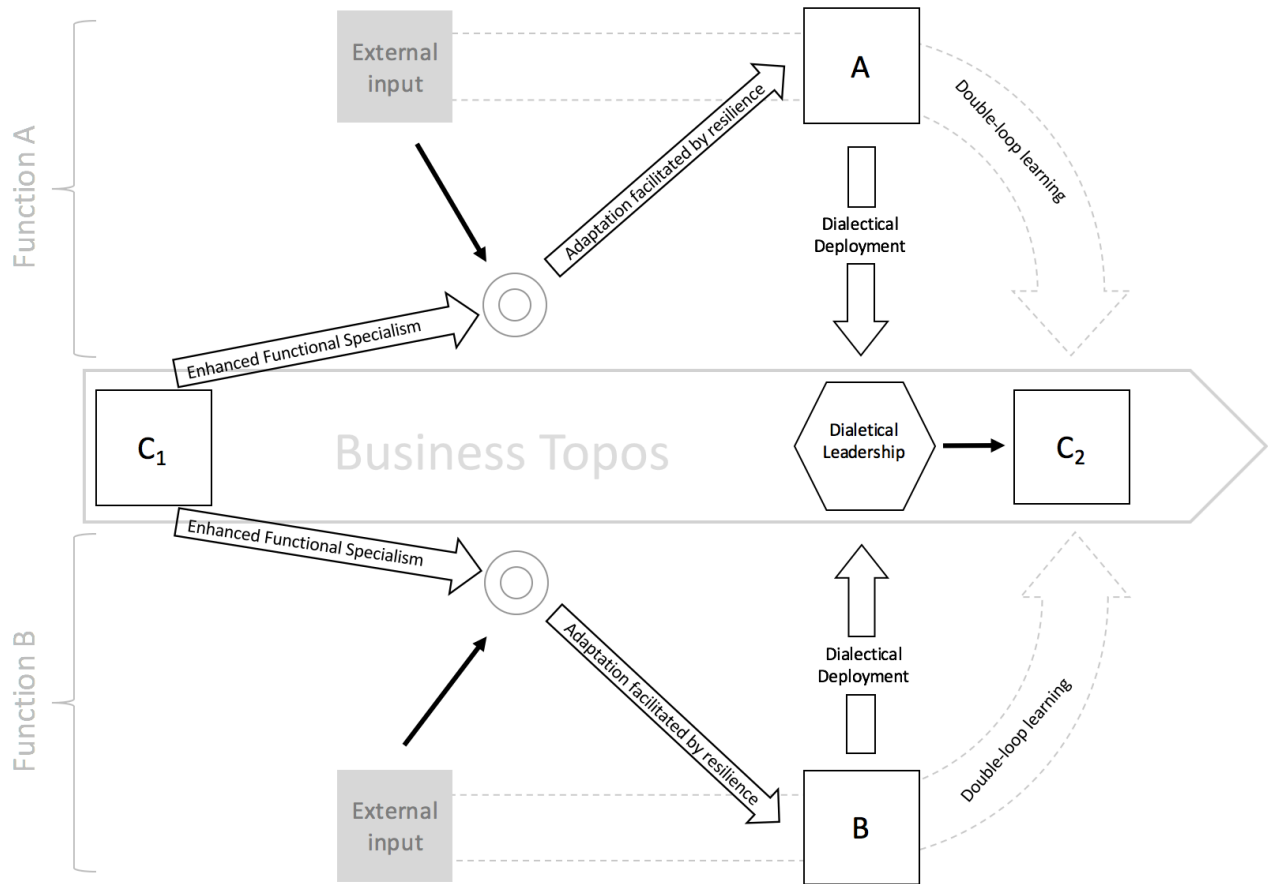 Function A
External
input
A
Double-loop learning
Adaptation facilitated by resilience
Dialectical
Deployment
Enhanced Functional Specialism
C₁
Business Topos
Dialetical
Leadership
C₂
Enhanced Functional Specialism
Function B
Adaptation facilitated by resilience
Dialectical
Deployment
Double-loop learning
External
input
B